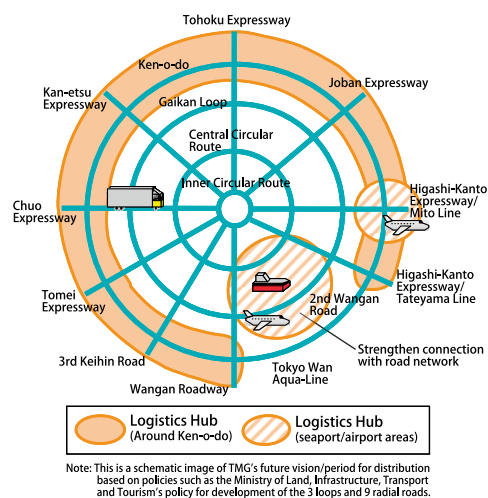 Tohoku Expressway
Ken-o-do
Kan-etsu
Expressway
Joban Expressway
Gaikan Loop
Central Circular
Route
Inner Circular Route
Chuo
Expressway
Higashi-Kanto
Expressway/
Mito Line
Tomei
Expressway
Higashi-Kanto
Expressway/
Tateyama Line
2nd Wangan
Road
3rd Keihin Road
Wangan Roadway
Tokyo Wan
Aqua-Line
Strengthen connection
with road network
Logistics Hub
(Around Ken-o-do)
Logistics Hub
(seaport/airport areas)
Note: This is a schematic image of TMG's future vision/period for distribution
based on policies such as the Ministry of Land, Infrastructure, Transport
and Tourism's policy for development of the 3 loops and 9 radial roads.